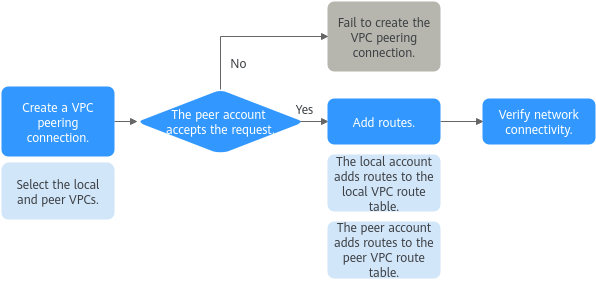 Fail to create the
VPC peering
connection.
No
Create a VPC
peering
connection.
The peer account
accepts the request
Yes
Add routes.
Verify network
connectivity.
Select the local
and peer VPCs.
The local account
adds routes to the
local VPC route
table.
The peer account
adds routes to the
peer VPC route
table.